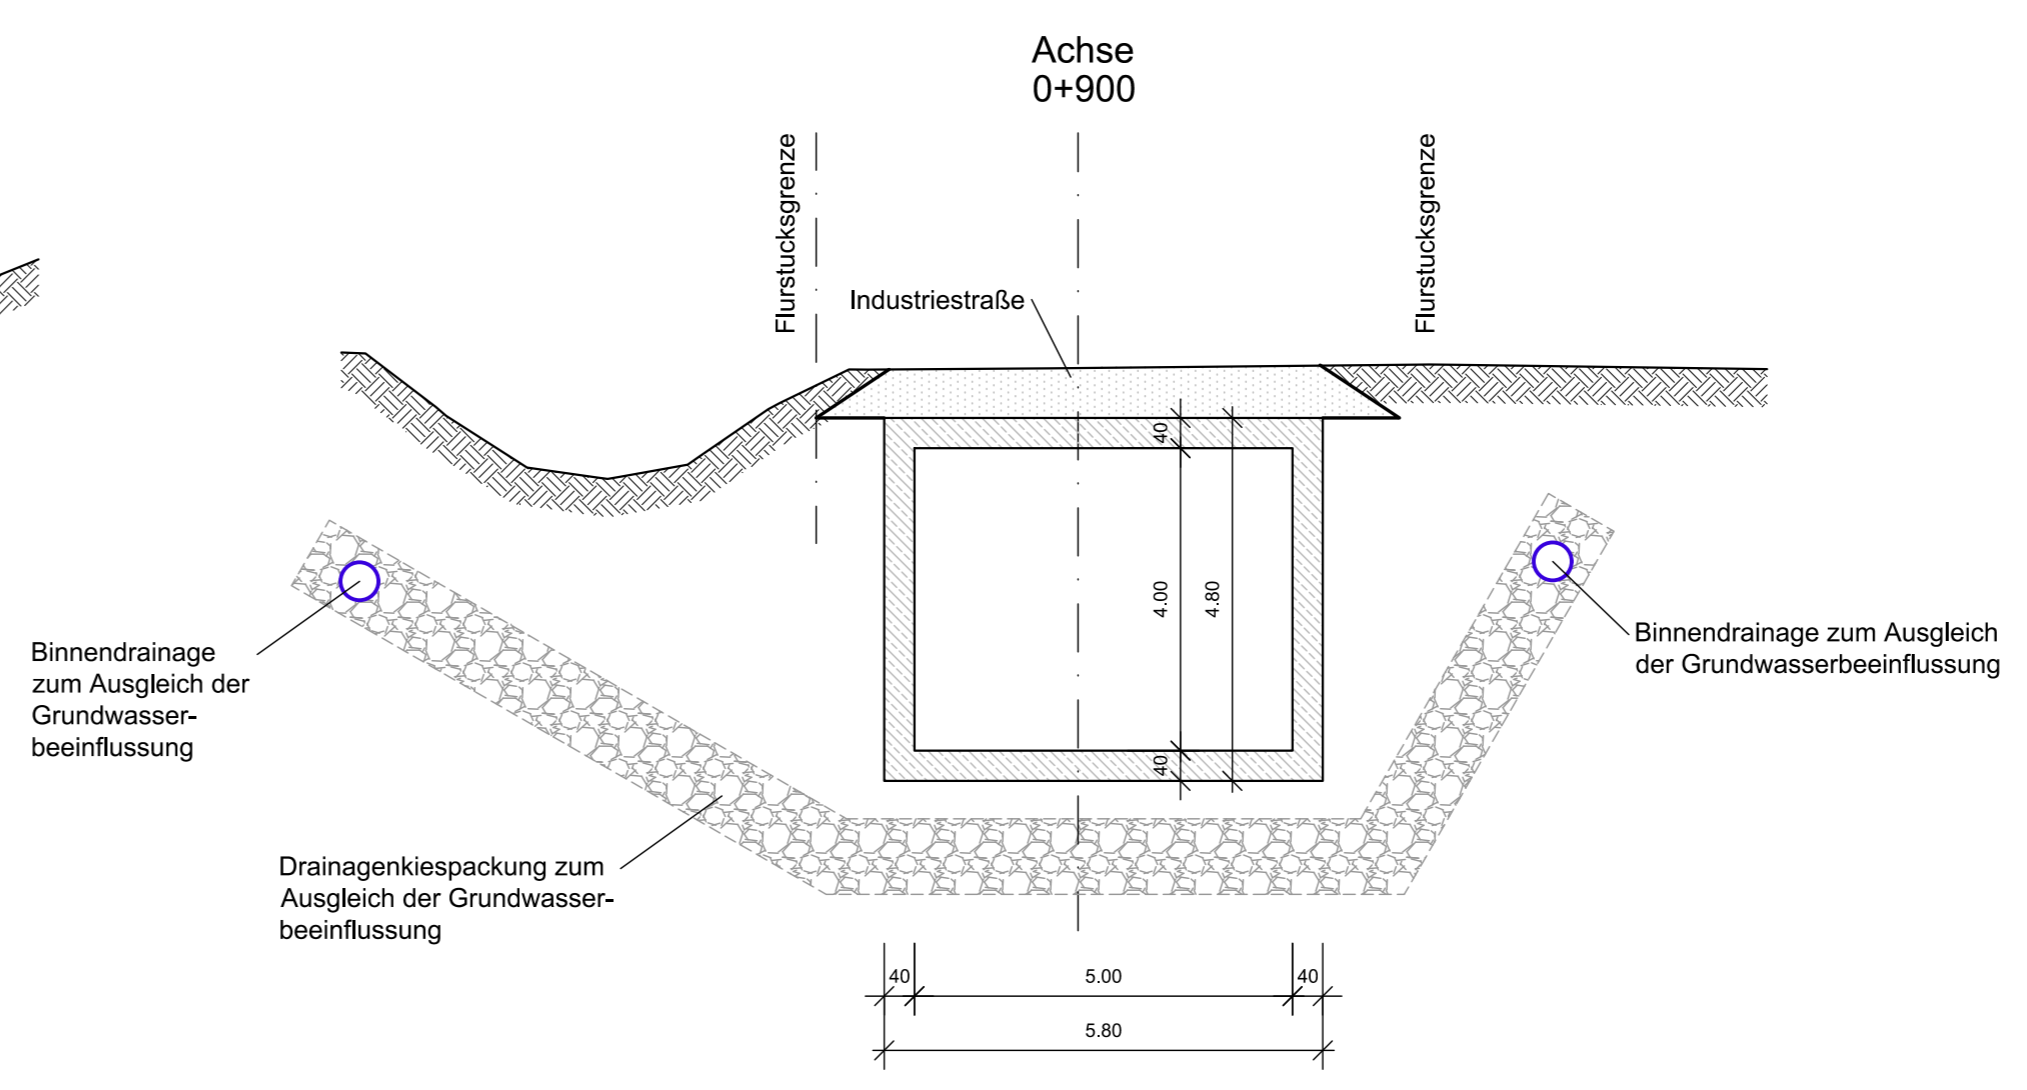 Achse
0+900
Flurstucksgrenze
Flurstucksgrenze
Industriestraße
40
4.00
4.80
40
Binnendrainage
zum Ausgleich der
Grundwasser-
beeinflussung
Binnendrainage zum Ausgleich
der Grundwasserbeeinflussung
Drainagenkiespackung zum
Ausgleich der Grundwasser-
beeinflussung
40
5.00
40
5.80